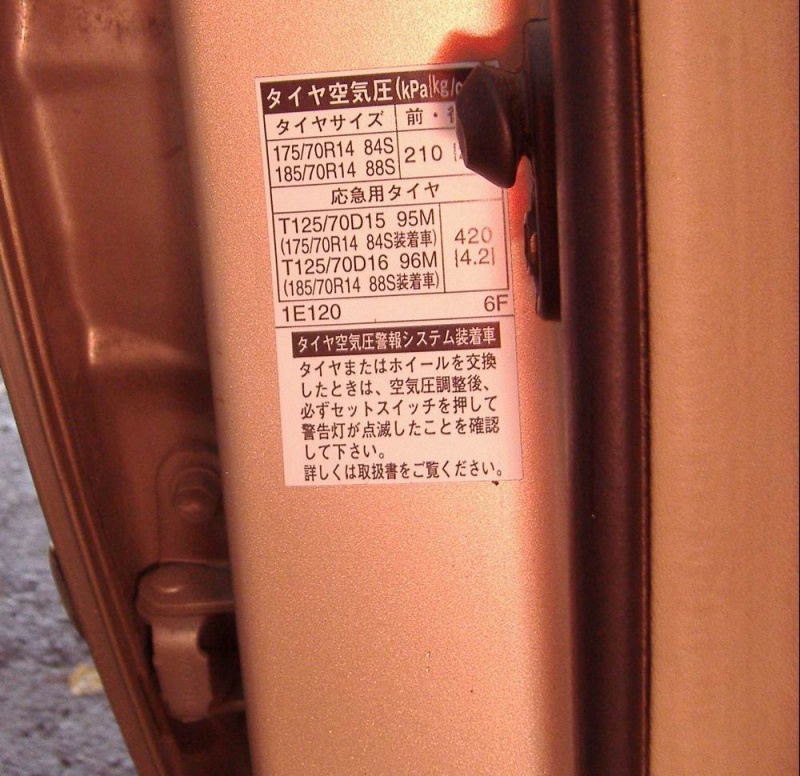 タイヤ空気圧(kPa{kg/
タイヤサイズ 前・
175/70R14 84S
185/70R14 88S
210
応急用タイヤ
T125/70D15 95M
(175/70R14 84S装着車)
T125/70D16 96M
(185/70R14 88S装着車)
420
{4.2}
1E120 6F
タイヤ空気圧警報システム装着車
タイヤまたはホイールを交換
したときは、空気圧調整後、
必ずセットスイッチを押して
警告灯が点滅したことを確認
して下さい。
詳しくは取扱書をご覧ください。